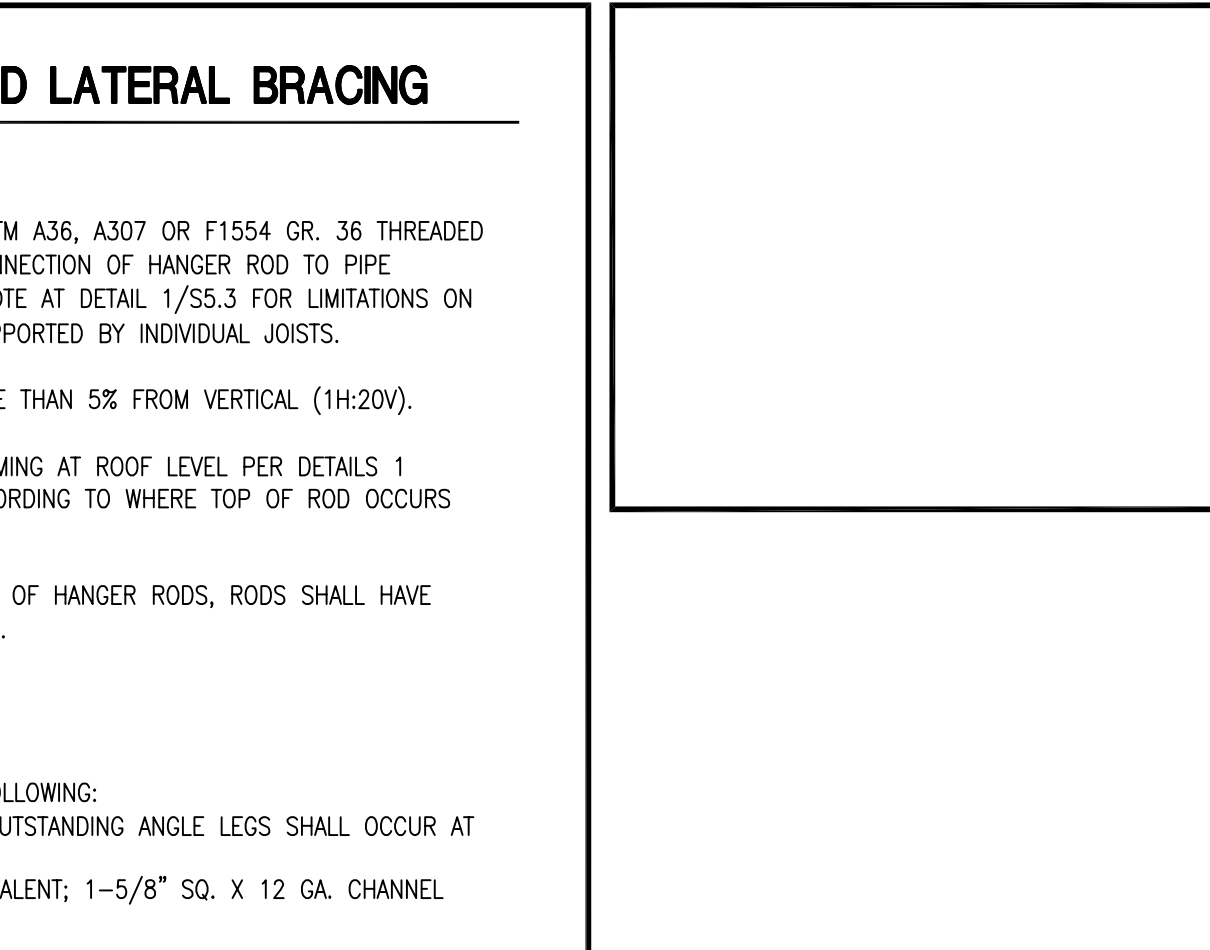 D LATERAL BRACING
TM A36, A307 OR F1554 GR. 36 THREADED
NNECTION OF HANGER ROD TO PIPE
OTE AT DETAIL 1/S5.3 FOR LIMITATIONS ON
PPORTED BY INDIVIDUAL JOISTS.
E THAN 5% FROM VERTICAL (1H:20V).
MING AT ROOF LEVEL PER DETAILS 1
ORDING TO WHERE TOP OF ROD OCCURS
OF HANGER RODS, RODS SHALL HAVE
.
OLLOWING:
UTSTANDING ANGLE LEGS SHALL OCCUR AT
ALENT; 1–5/8" SQ. X 12 GA. CHANNEL